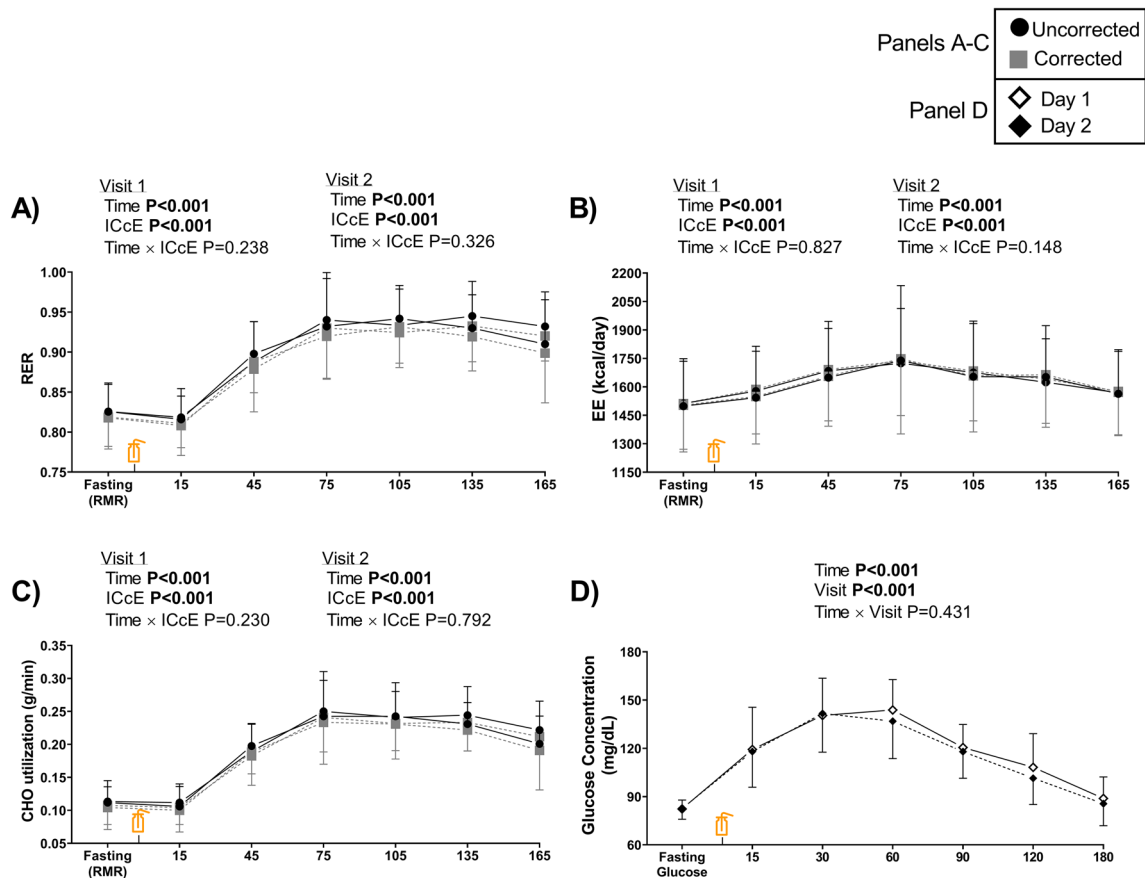 Panels A-C
Uncorrected
Corrected
Panel D
Day 1
Day 2
A)
Visit 1
Time P<0.001
ICcE P<0.001
Time × ICcE P=0.238
Visit 2
Time P<0.001
ICcE P<0.001
Time × ICcE P=0.326
RER
1.00
0.95
0.90
0.85
0.80
0.75
Fasting
(RMR)
15
45
75
105
135
165
B)
Visit 1
Time P<0.001
ICcE P<0.001
Time × ICcE P=0.827
Visit 2
Time P<0.001
ICcE P<0.001
Time × ICcE P=0.148
EE (kcal/day)
2200
2050
1900
1750
1600
1450
1300
1150
Fasting
(RMR)
15
45
75
105
135
165
C)
Visit 1
Time P<0.001
ICcE P<0.001
Time × ICcE P=0.230
Visit 2
Time P<0.001
ICcE P<0.001
Time × ICcE P=0.792
CHO utilization (g/min)
0.35
0.30
0.25
0.20
0.15
0.10
0.05
Fasting
(RMR)
15
45
75
105
135
165
D)
Time P<0.001
Visit P<0.001
Time × Visit P=0.431
Glucose Concentration
(mg/dL)
180
150
120
90
60
Fasting
Glucose
15
30
60
90
120
180